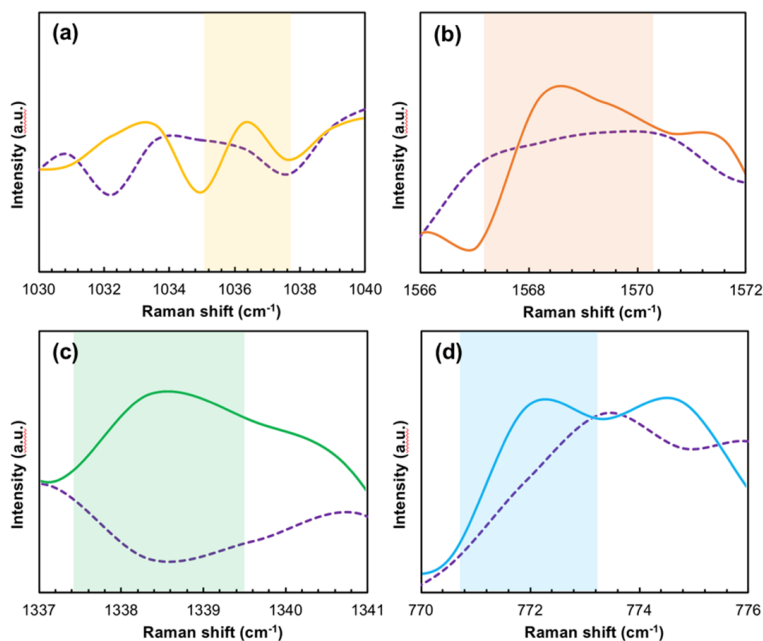 (a)
Intensity (a.u.)
1030 1032 1034 1036 1038 1040
Raman shift (cm⁻¹)
(b)
Intensity (a.u.)
1566 1568 1570 1572
Raman shift (cm⁻¹)
(c)
Intensity (a.u.)
1337 1338 1339 1340 1341
Raman shift (cm⁻¹)
(d)
Intensity (a.u.)
770 772 774 776
Raman shift (cm⁻¹)